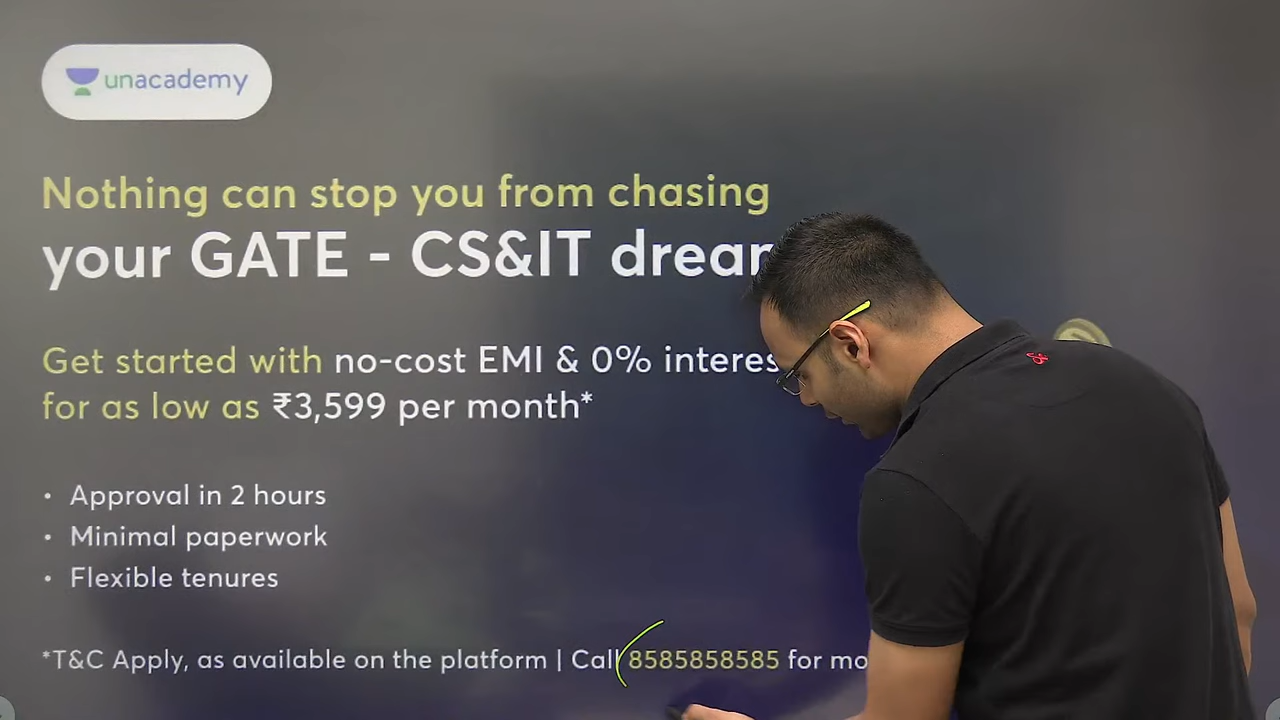 unacademy
Nothing can stop you from chasing
your GATE - CS&IT
Get started with no-cost EMI & 0%
for as low as ₹3,599 per month*
• Approval in 2 hours
• Minimal paperwork
• Flexible tenures
*T&C Apply, as available on the platform | Call 8585858585 for